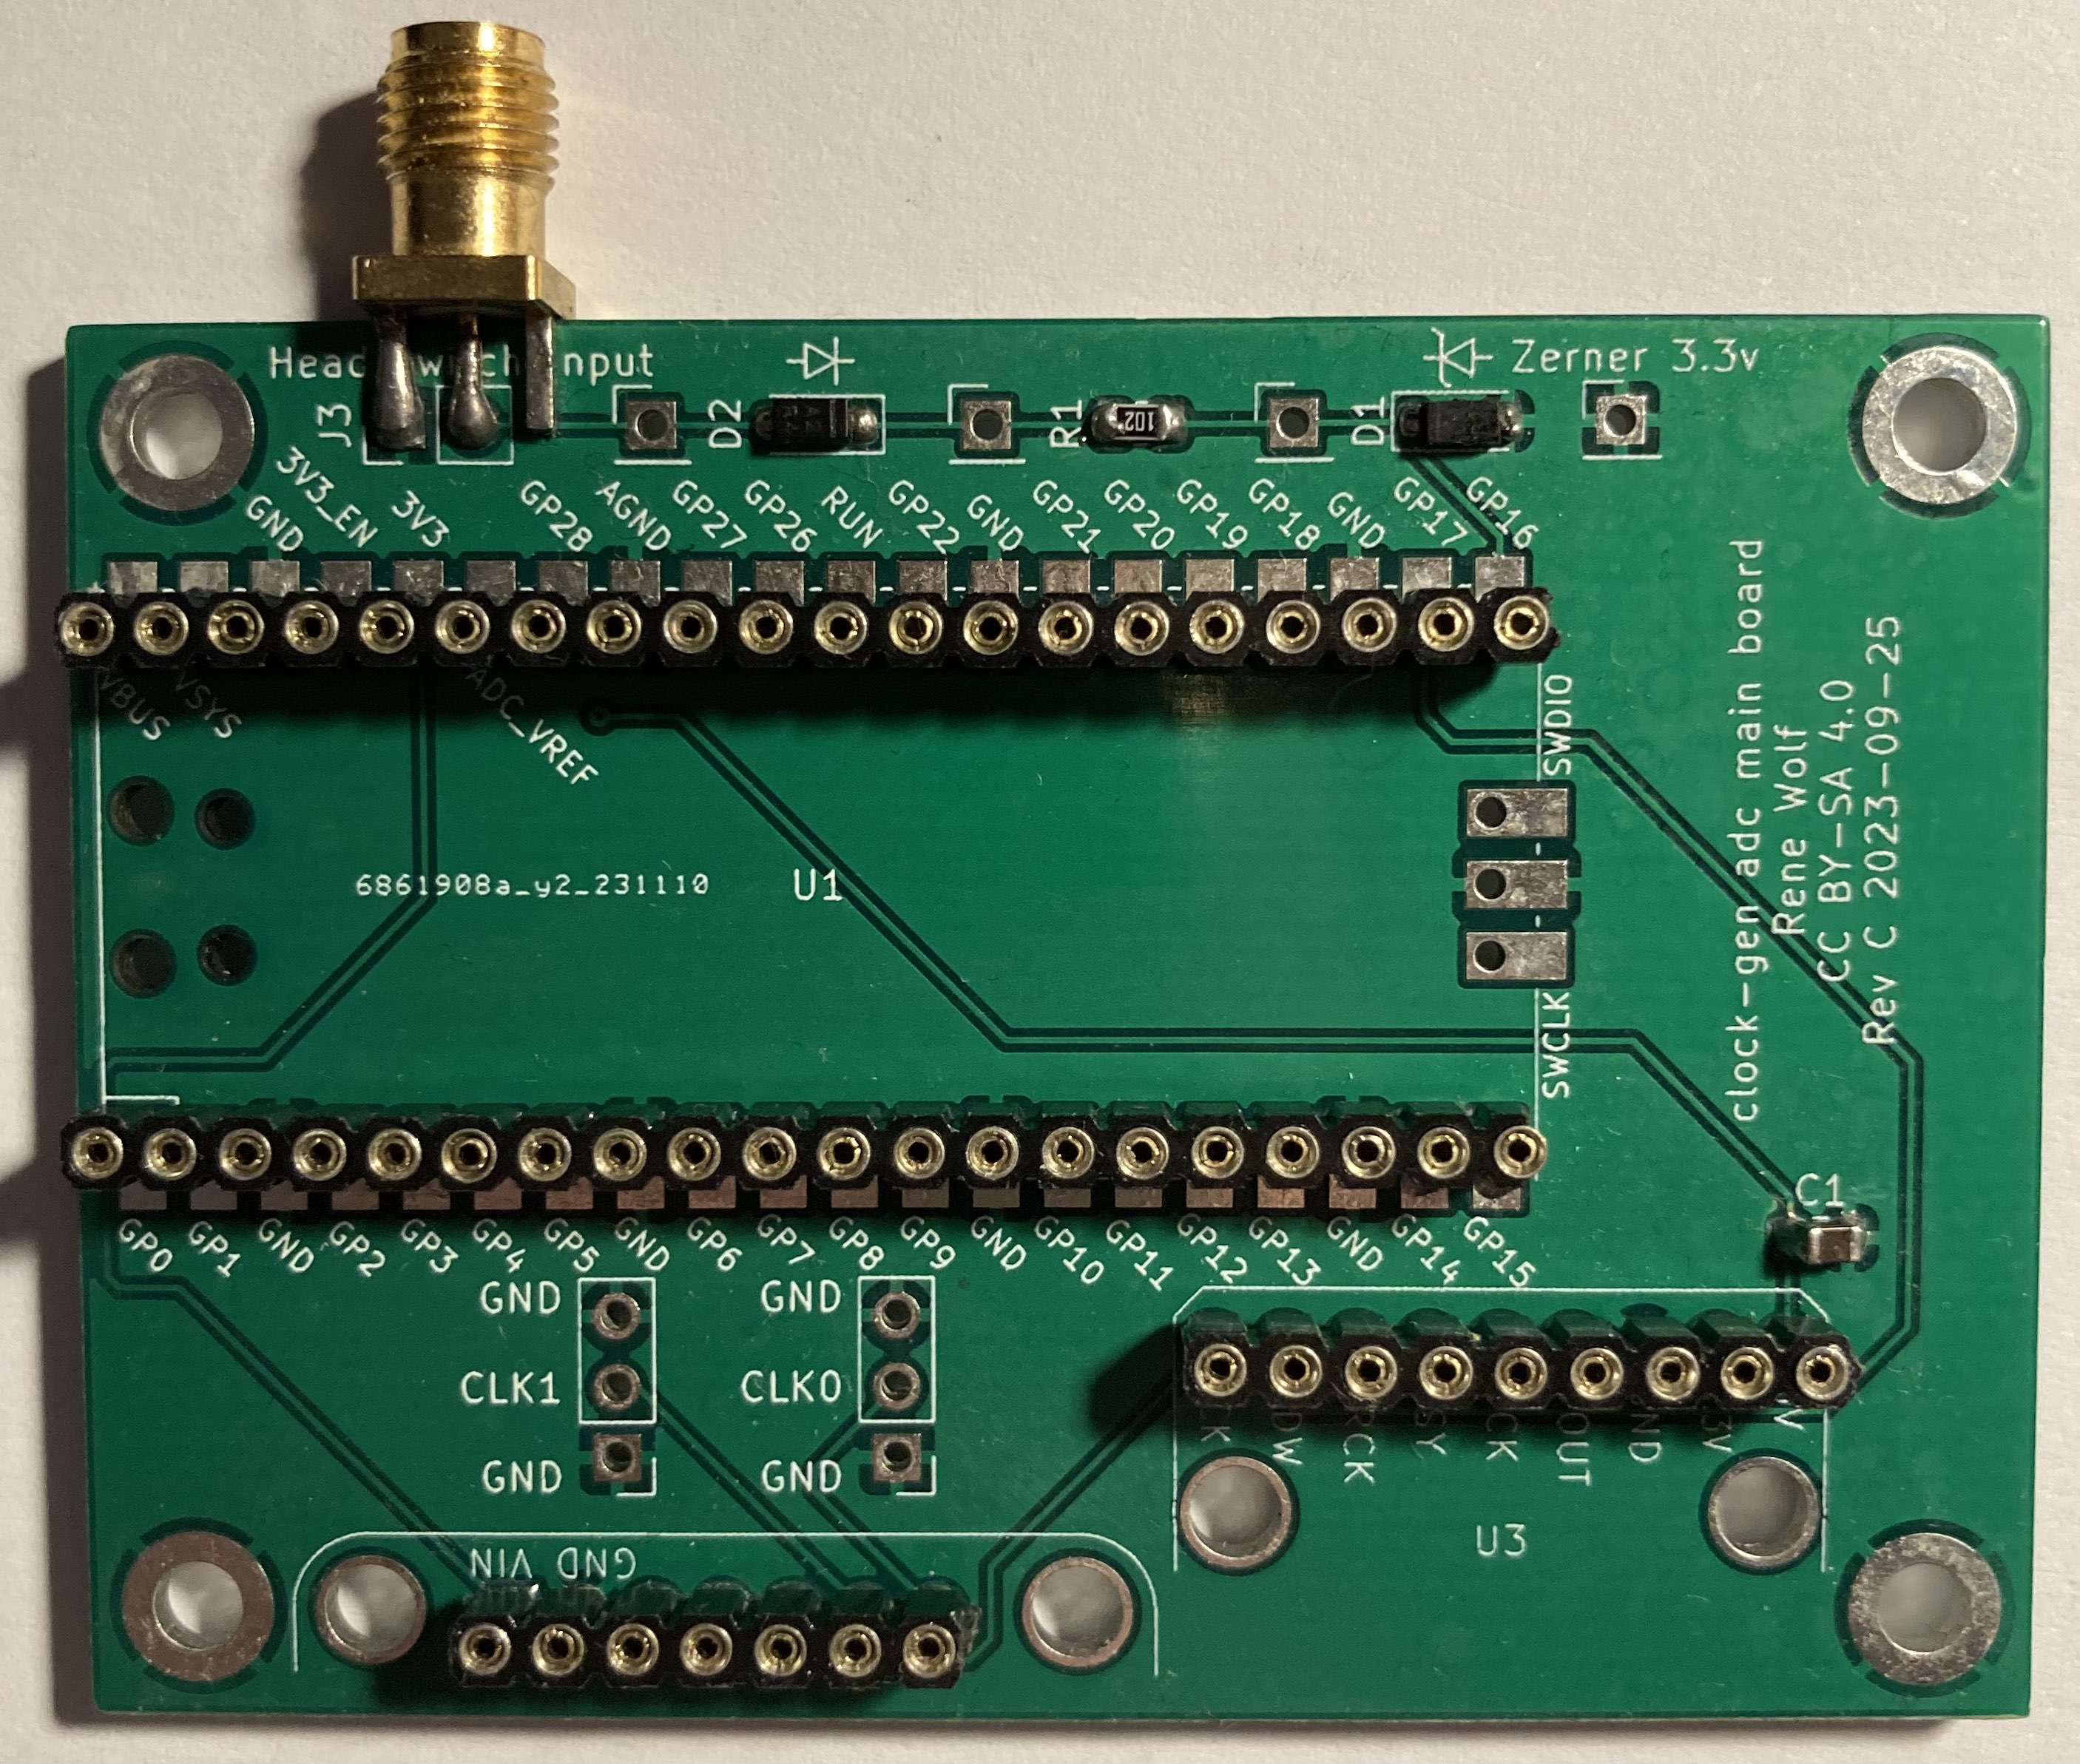 Input
Zerner 3.3v
J3
D2
R1
102
D1
GND
3V3_EN
3V3
GP28
AGND
GP27
GP26
RUN
GP22
GND
GP21
GP20
GP19
GP18
GND
GP17
GP16
VBUS
VSYS
ADC_VREF
SWDIO
6861908a_y2_231110
U1
SWCLK
clock-gen adc main board
Rene Wolf
CC BY-SA 4.0
Rev C 2023-09-25
C1
GP0
GP1
GND
GP2
GP3
GP4
GP5
GND
GP6
GP7
GP8
GP9
GND
GP10
GP11
GP12
GP13
GND
GP14
GP15
GND
CLK1
GND
GND
CLK0
GND
U3
VIN GND